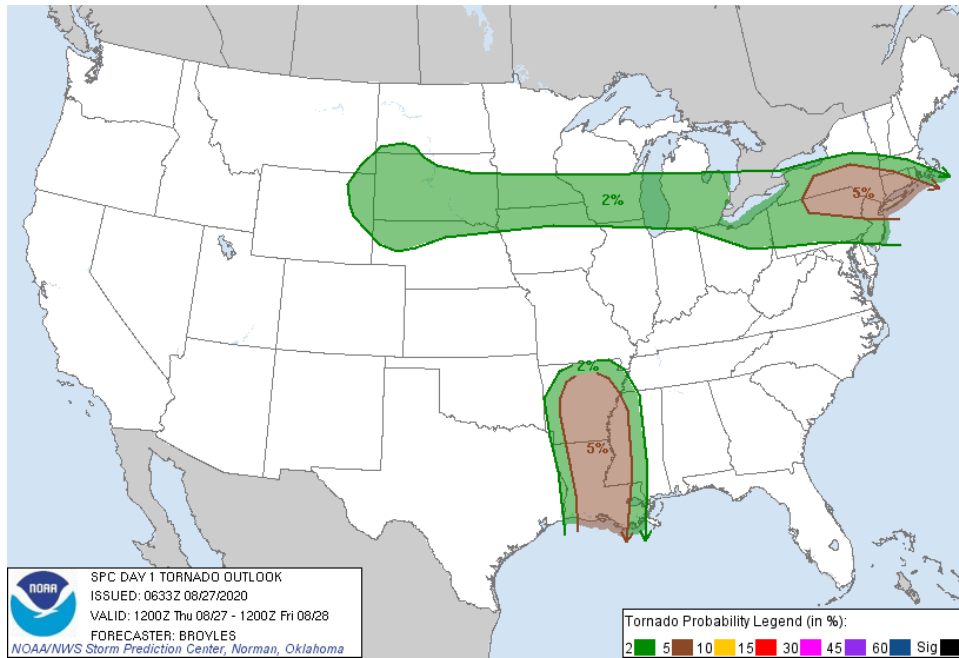 2%
5%
2%
5%
NOAA
SPC DAY 1 TORNADO OUTLOOK
ISSUED: 0633Z 08/27/2020
VALID: 1200Z Thu 08/27 - 1200Z Fri 08/28
FORECASTER: BROYLES
NOAA/NWS Storm Prediction Center, Norman, Oklahoma
Tornado Probability Legend (in %):
2 5 10 15 30 45 60 Sig